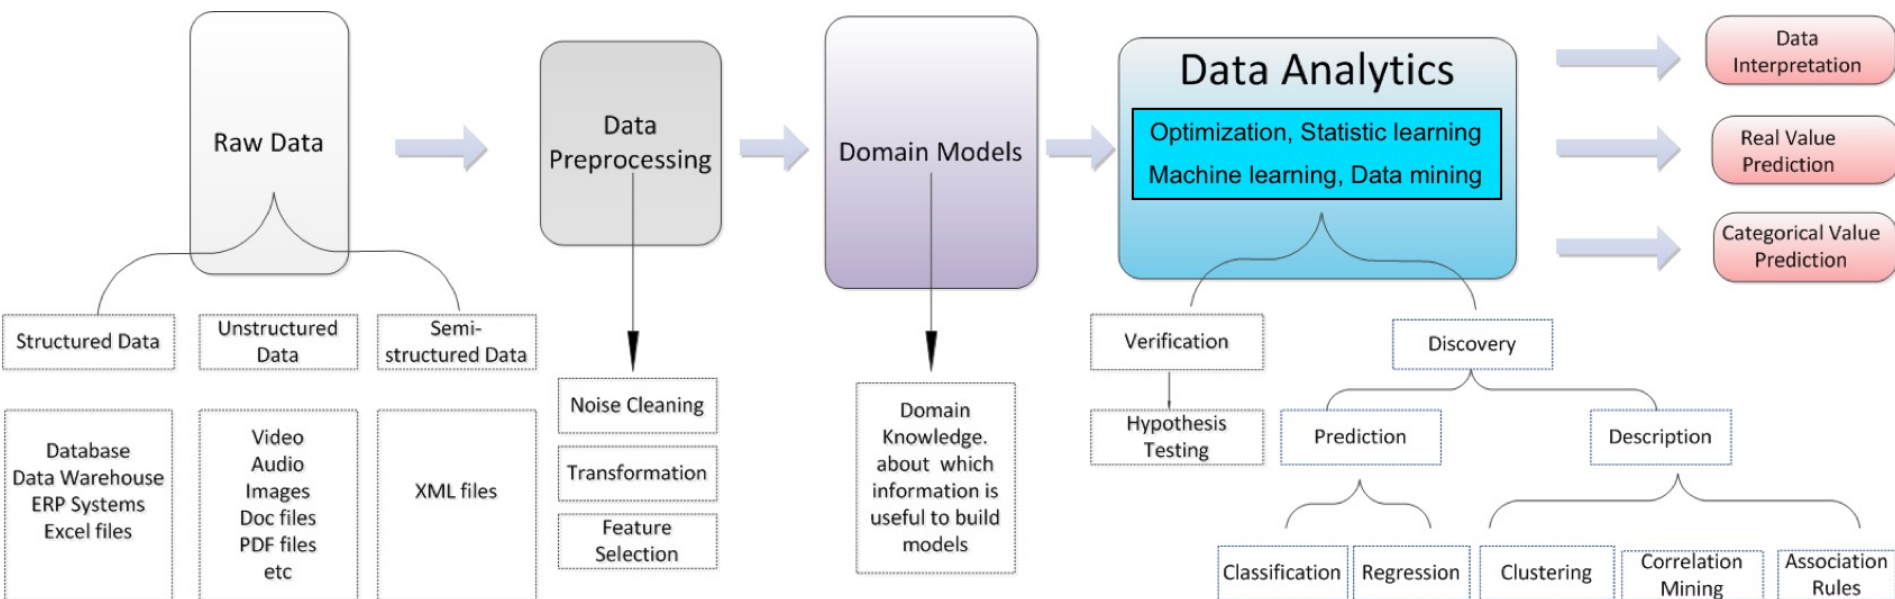 Raw Data
Structured Data
Unstructured
Data
Semi-
structured Data
Database
Data Warehouse
ERP Systems
Excel files
Video
Audio
Images
Doc files
PDF files
etc
XML files
Data
Preprocessing
Noise Cleaning
Transformation
Feature
Selection
Domain Models
Domain
Knowledge.
about which
information is
useful to build
models
Data Analytics
Optimization, Statistic learning
Machine learning, Data mining
Verification
Hypothesis
Testing
Discovery
Prediction
Description
Classification
Regression
Clustering
Correlation
Mining
Association
Rules
Data
Interpretation
Real Value
Prediction
Categorical Value
Prediction